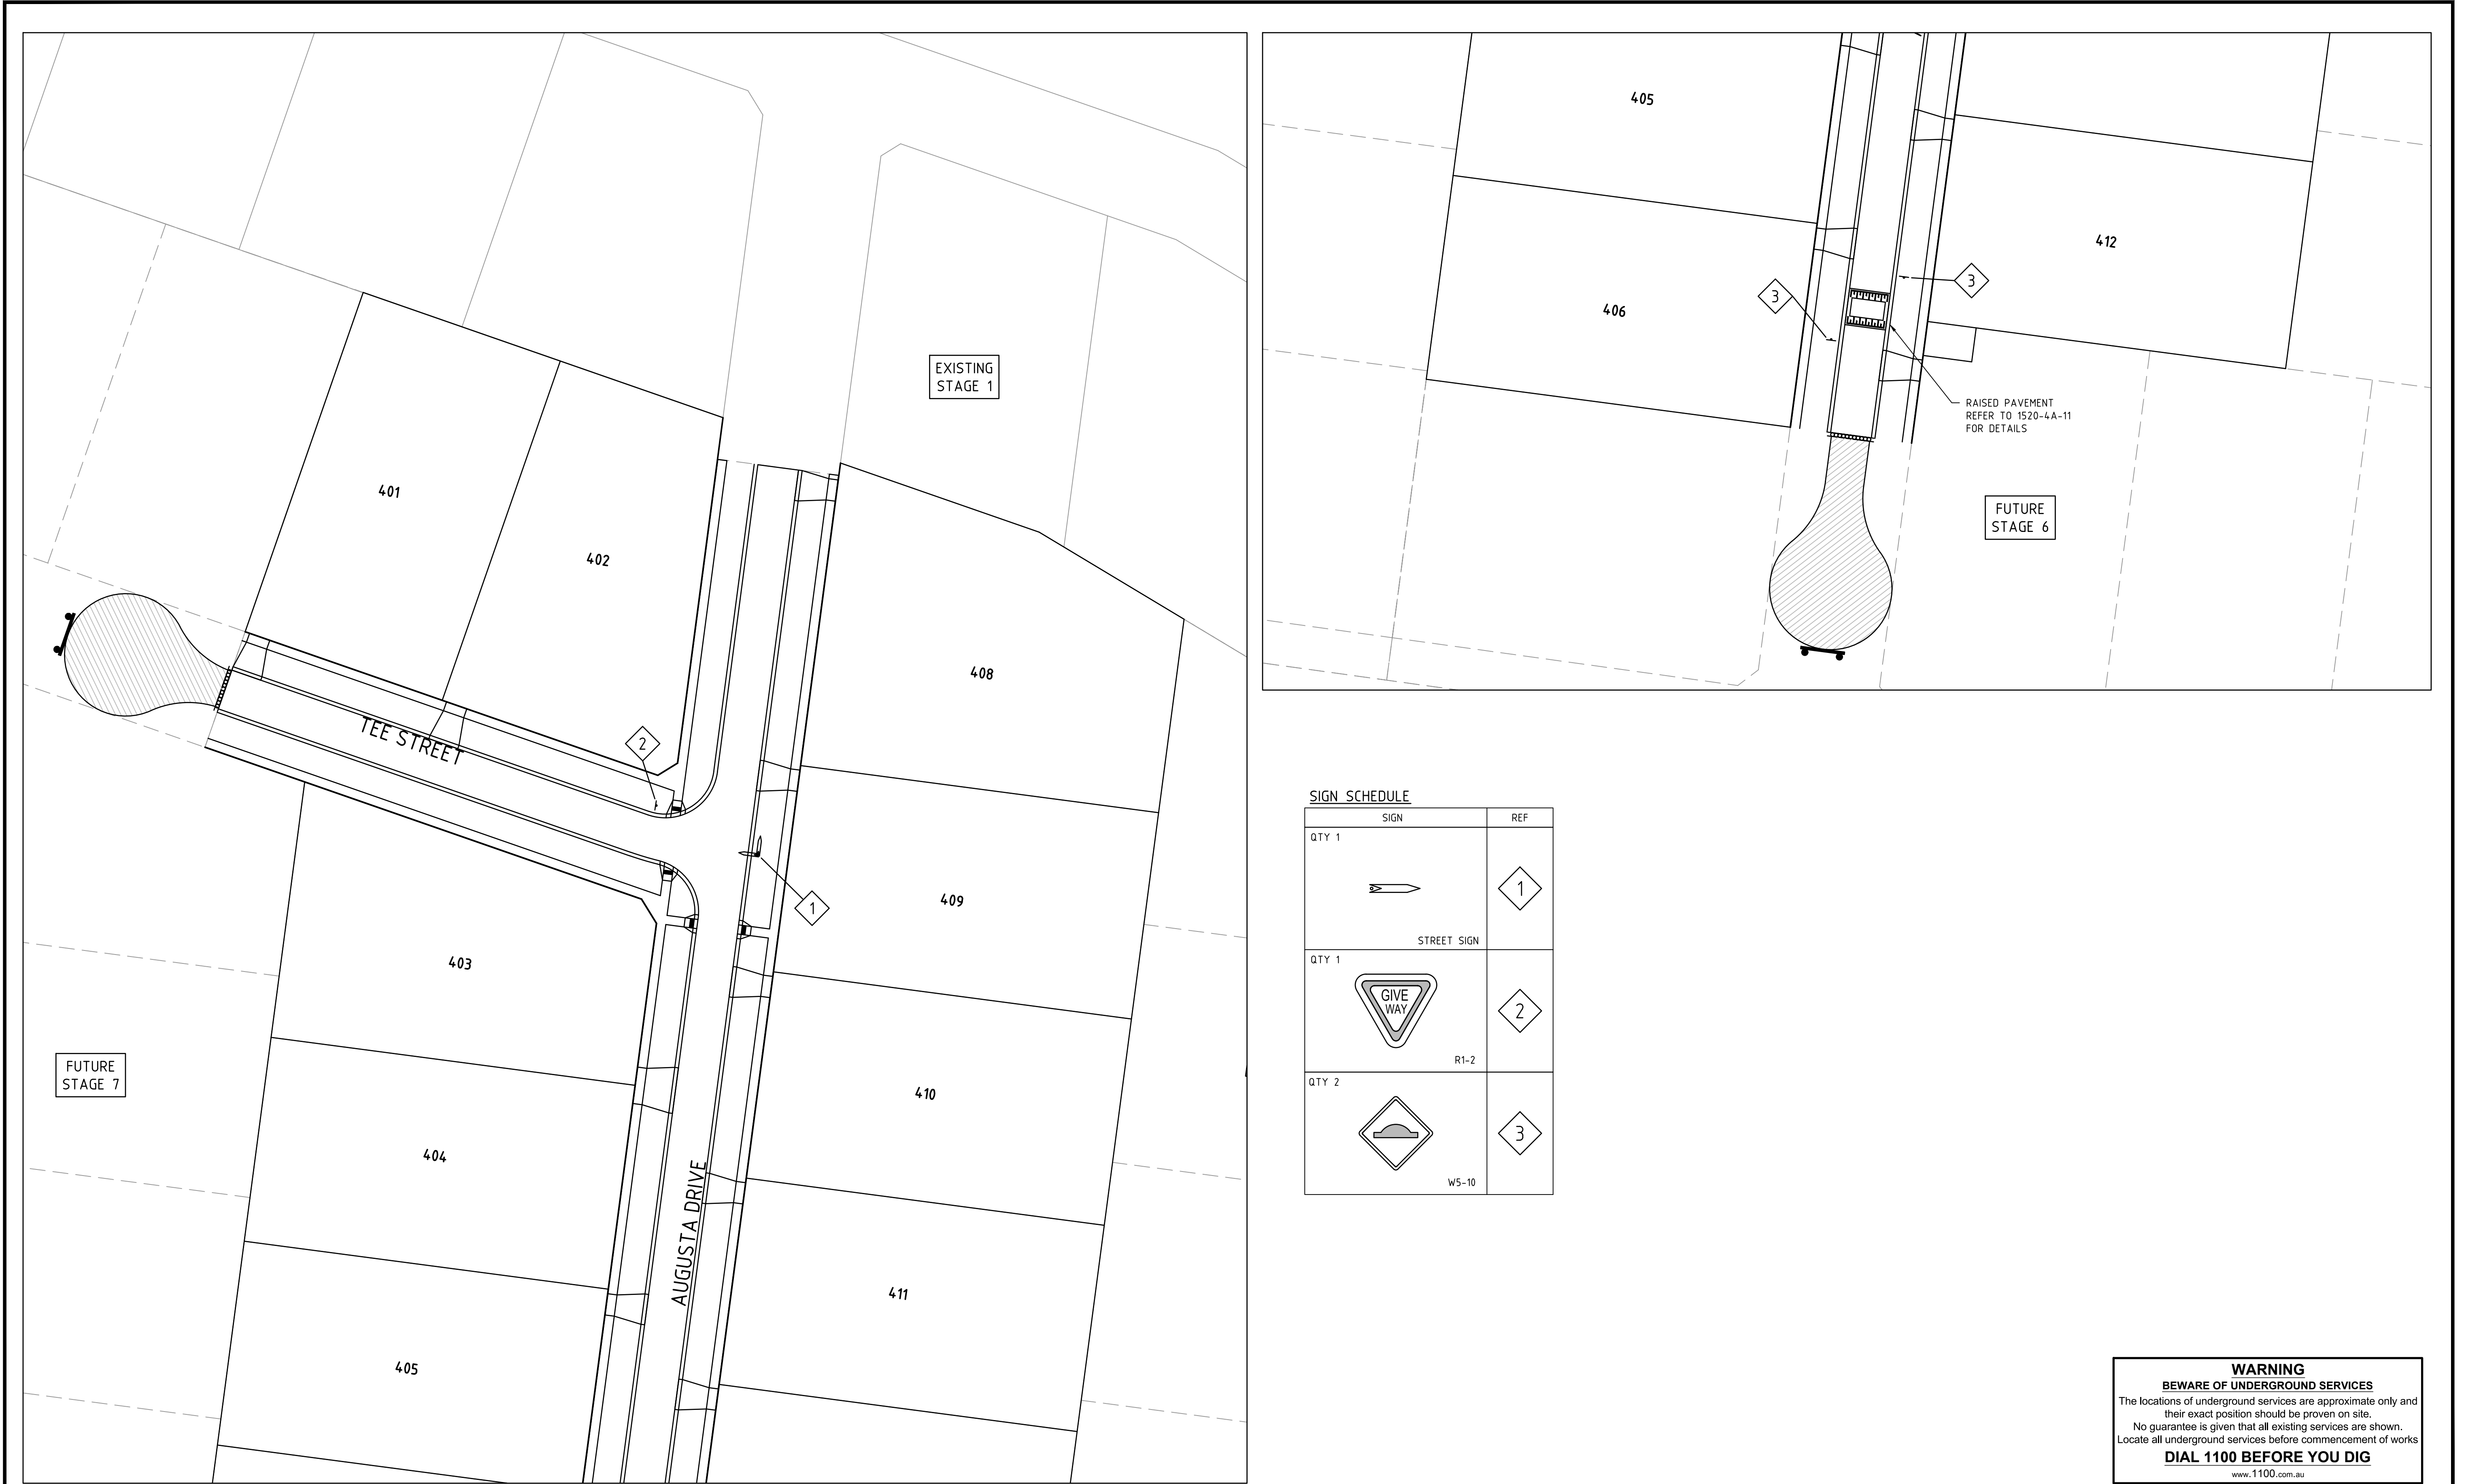 EXISTING
STAGE 1
401
402
408
TEE STREET
2
1
409
403
FUTURE
STAGE 7
410
404
AUGUSTA DRIVE
411
405
405
412
3
3
406
RAISED PAVEMENT
REFER TO 1520-4A-11
FOR DETAILS
FUTURE
STAGE 6
SIGN SCHEDULE
SIGN REF
QTY 1
1
STREET SIGN
QTY 1
GIVE
WAY
2
R1-2
QTY 2
3
W5-10
WARNING
BEWARE OF UNDERGROUND SERVICES
The locations of underground services are approximate only and
their exact position should be proven on site.
No guarantee is given that all existing services are shown.
Locate all underground services before commencement of works
DIAL 1100 BEFORE YOU DIG
www.1100.com.au